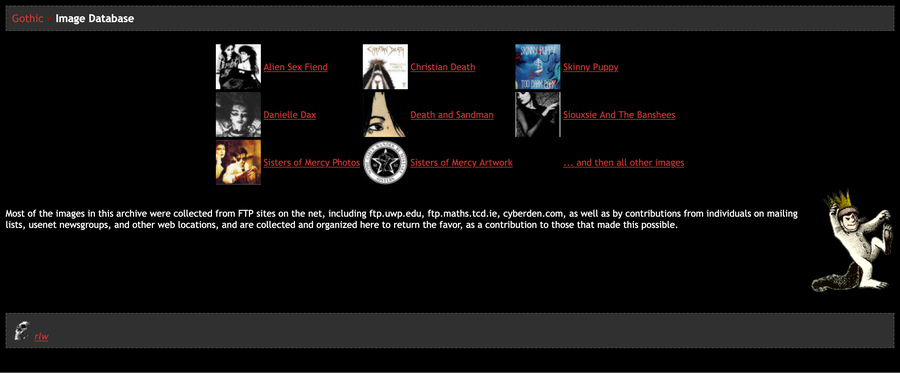 Gothic - Image Database
Alien Sex Fiend Christian Death Skinny Puppy
Danielle Dax Death and Sandman Siouxsie And The Banshees
Sisters of Mercy Photos Sisters of Mercy Artwork ... and then all other images
Most of the images in this archive were collected from FTP sites on the net, including ftp.uwp.edu, ftp.maths.tcd.ie, cyberden.com, as well as by contributions from individuals on mailing
lists, usenet newsgroups, and other web locations, and are collected and organized here to return the favor, as a contribution to those that made this possible.
rlw